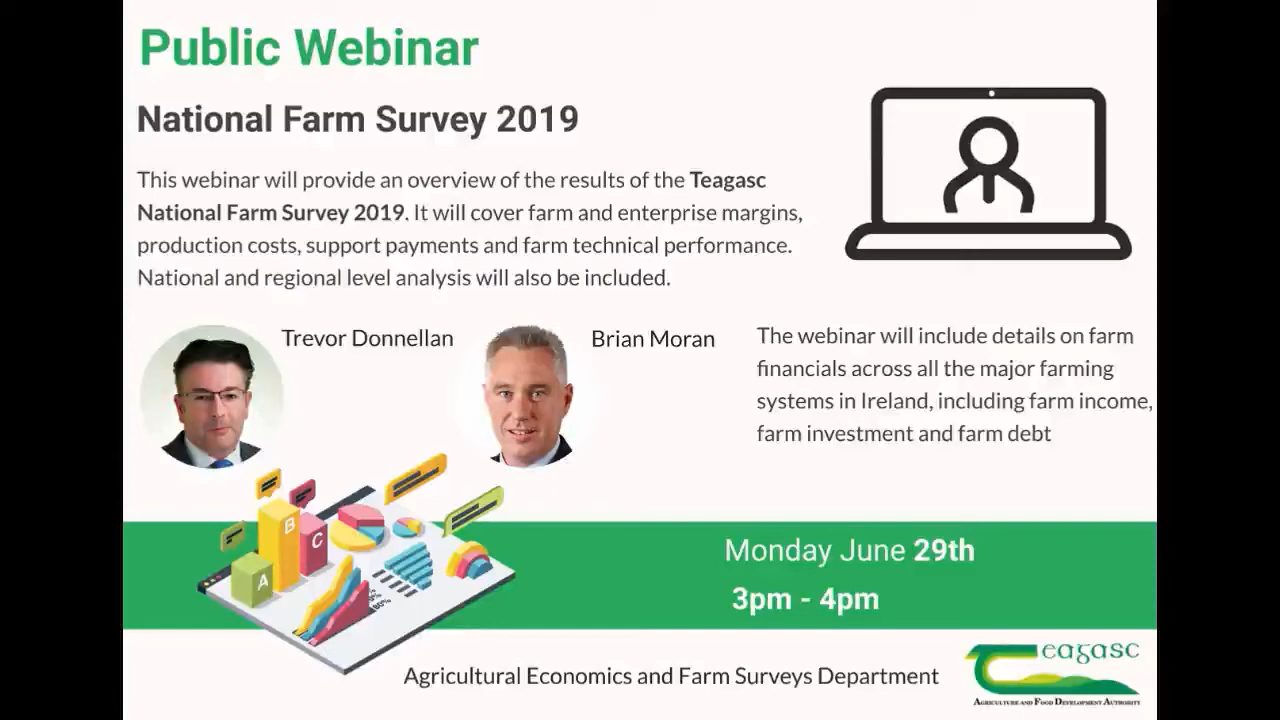 Public Webinar
National Farm Survey 2019
This webinar will provide an overview of the results of the Teagasc
National Farm Survey 2019. It will cover farm and enterprise margins,
production costs, support payments and farm technical performance.
National and regional level analysis will also be included.
Trevor Donnellan
Brian Moran
The webinar will include details on farm
financials across all the major farming
systems in Ireland, including farm income,
farm investment and farm debt
B
C
A
80%
Monday June 29th
3pm - 4pm
Agricultural Economics and Farm Surveys Department
Teagasc
AGRICULTURE AND FOOD DEVELOPMENT AUTHORITY